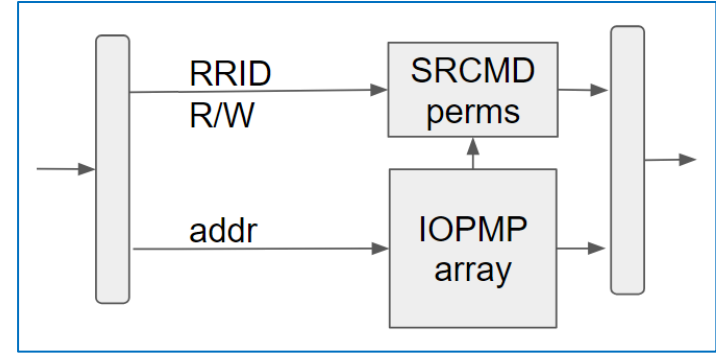 RRID
R/W
SRCMD
perms
addr
IOPMP
array